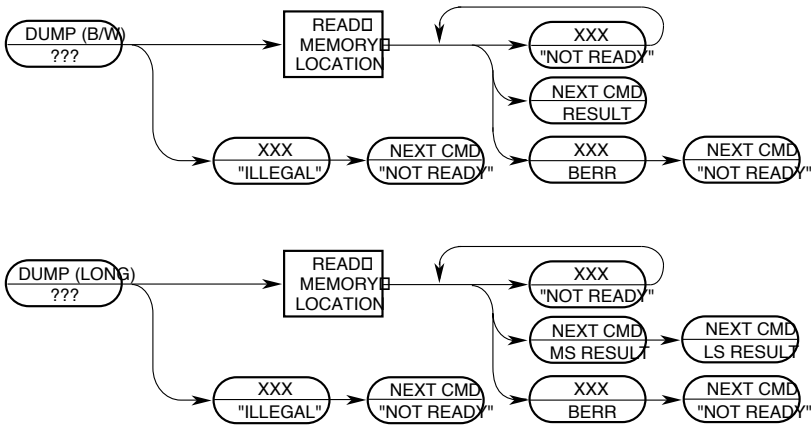 DUMP (B/W)
???
READ
MEMORY
LOCATION
XXX
"NOT READY"
NEXT CMD
RESULT
XXX
"ILLEGAL"
NEXT CMD
"NOT READY"
XXX
BERR
NEXT CMD
"NOT READY"
DUMP (LONG)
???
READ
MEMORY
LOCATION
XXX
"NOT READY"
NEXT CMD
MS RESULT
NEXT CMD
LS RESULT
XXX
"ILLEGAL"
NEXT CMD
"NOT READY"
XXX
BERR
NEXT CMD
"NOT READY"